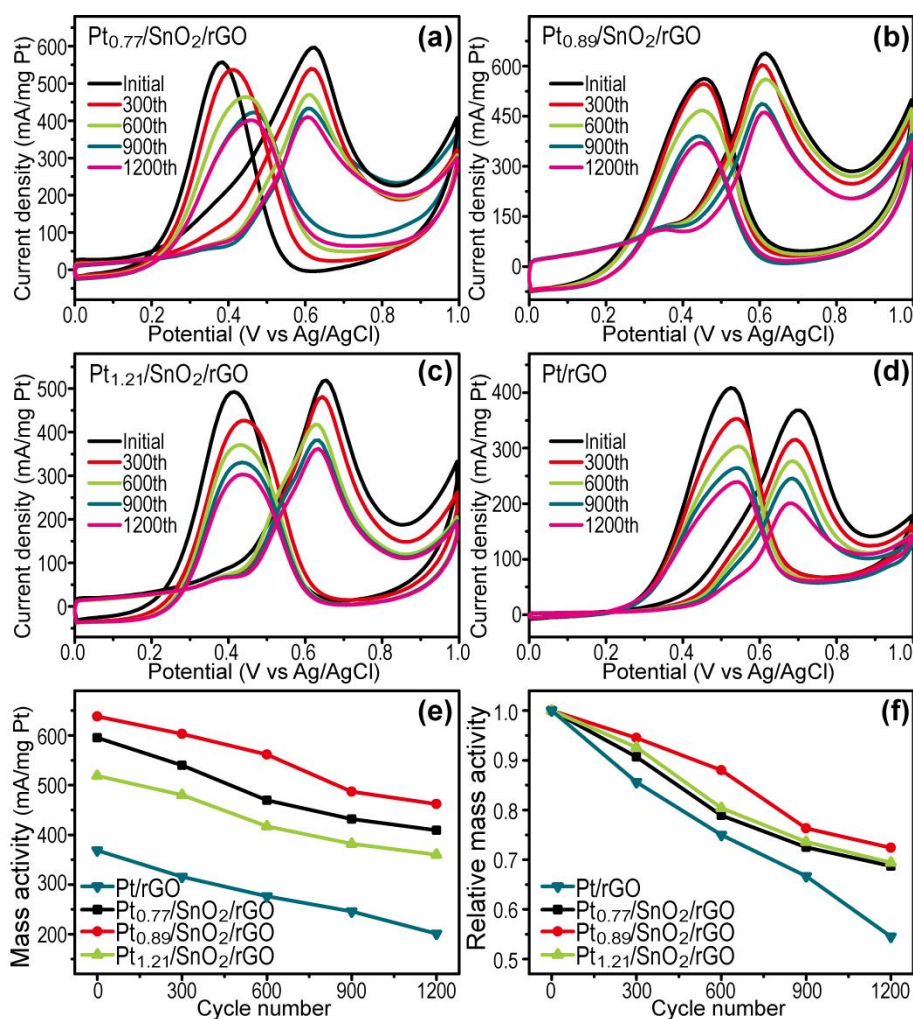 Pt0.77/SnO2/rGO
(a)
Initial
300th
600th
900th
1200th
Current density (mA/mg Pt)
600
500
400
300
200
100
0
0.0 0.2 0.4 0.6 0.8 1.0
Potential (V vs Ag/AgCl)
Pt0.89/SnO2/rGO
(b)
Initial
300th
600th
900th
1200th
Current density (mA/mg Pt)
600
450
300
150
0
0.0 0.2 0.4 0.6 0.8 1.0
Potential (V vs Ag/AgCl)
Pt1.21/SnO2/rGO
(c)
Initial
300th
600th
900th
1200th
Current density (mA/mg Pt)
500
400
300
200
100
0
0.0 0.2 0.4 0.6 0.8 1.0
Potential (V vs Ag/AgCl)
Pt/rGO
(d)
Initial
300th
600th
900th
1200th
Current density (mA/mg Pt)
400
300
200
100
0
0.0 0.2 0.4 0.6 0.8 1.0
Potential (V vs Ag/AgCl)
(e)
Mass activity (mA/mg Pt)
600
500
400
300
200
Pt/rGO
Pt0.77/SnO2/rGO
Pt0.89/SnO2/rGO
Pt1.21/SnO2/rGO
0 300 600 900 1200
Cycle number
(f)
Relative mass activity
1.0
0.9
0.8
0.7
0.6
0.5
Pt/rGO
Pt0.77/SnO2/rGO
Pt0.89/SnO2/rGO
Pt1.21/SnO2/rGO
0 300 600 900 1200
Cycle number